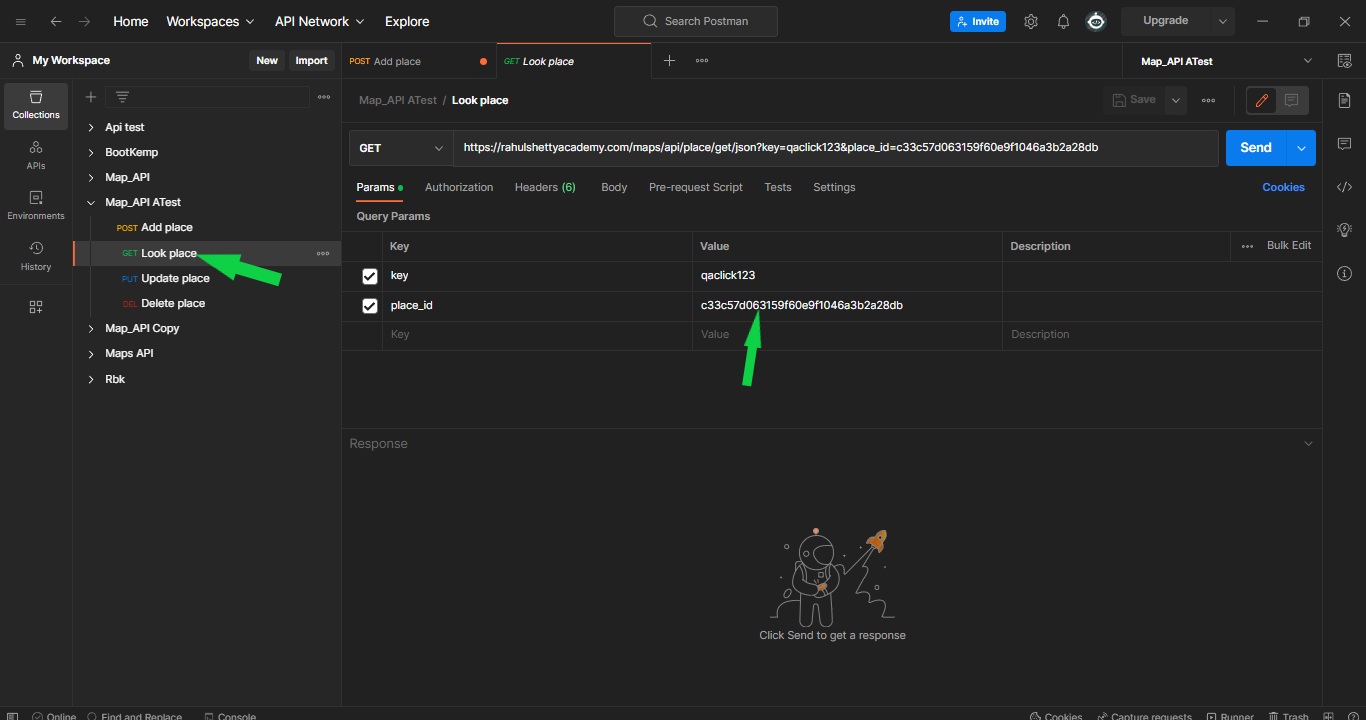 Home Workspaces API Network Explore Search Postman Invite Upgrade
My Workspace New Import POST Add place GET Look place Map_API ATest
Collections
APIs
Environments
History
Api test
BootKemp
Map_API
Map_API ATest
POST Add place
GET Look place
PUT Update place
DEL Delete place
Map_API Copy
Maps API
Rbk
Map_API ATest / Look place Save
GET https://rahulshettyacademy.com/maps/api/place/get/json?key=qaclick123&place_id=c33c57d063159f60e9f1046a3b2a28db Send
Params Authorization Headers (6) Body Pre-request Script Tests Settings Cookies
Query Params
Key Value Description Bulk Edit
key qaclick123
place_id c33c57d063159f60e9f1046a3b2a28db
Key Value Description
Response
Click Send to get a response
Online Find and Replace Console Cookies Capture requests Runner Trash